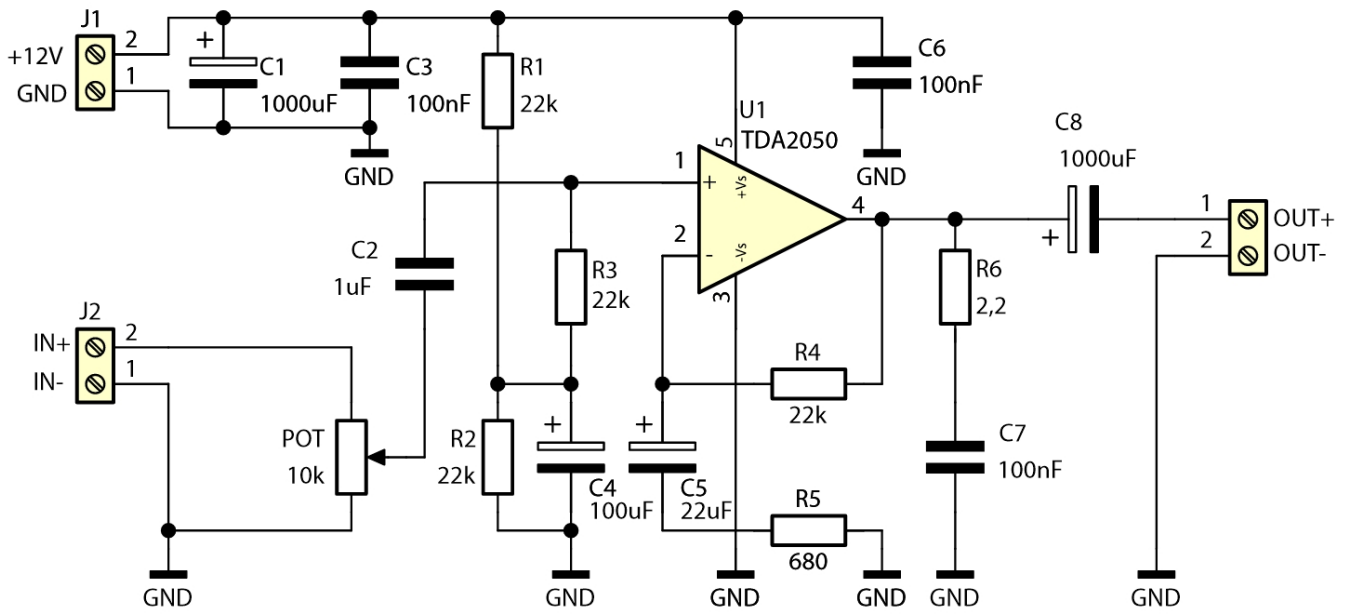 J1
+12V
2
GND
1
+
C1
1000uF
C3
100nF
GND
R1
22k
U1
TDA2050
5
C6
100nF
GND
C8
1000uF
+
1
+
+Vs
2
-
-Vs
3
4
1
OUT+
2
OUT-
C2
1uF
R3
22k
R6
2,2
J2
IN+
2
IN-
1
R4
22k
POT
10k
R2
22k
+
C4
100uF
+
C5
22uF
C7
100nF
R5
680
GND
GND
GND
GND
GND
GND